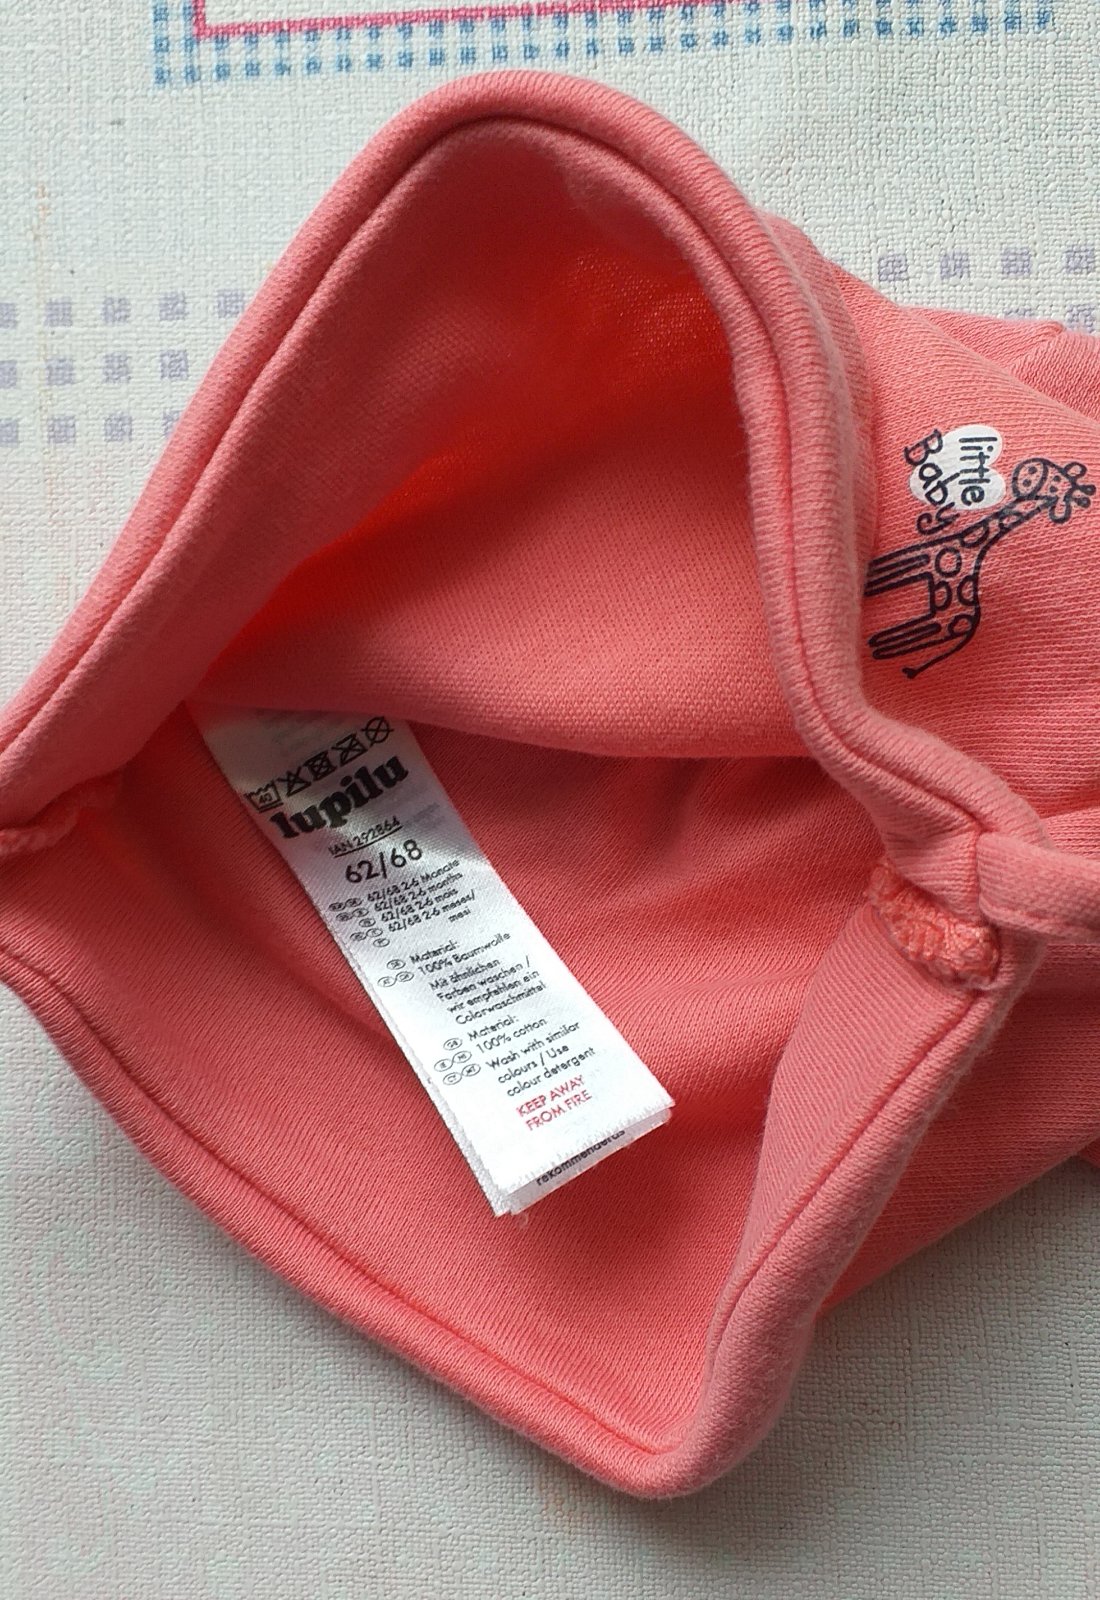 little
Baby
40
lupilu
IAN 292864
62/68
62/68 2-6 Monate
62/68 2-6 months
62/68 2-6 mois
62/68 2-6 meses/
mesi
Material:
100% Baumwolle
Mit ähnlichen
Farben waschen /
wir empfehlen ein
Colorwaschmittel
Material:
100% cotton
Wash with similar
colours / Use
colour detergent
KEEP AWAY
FROM FIRE
rekommenderas